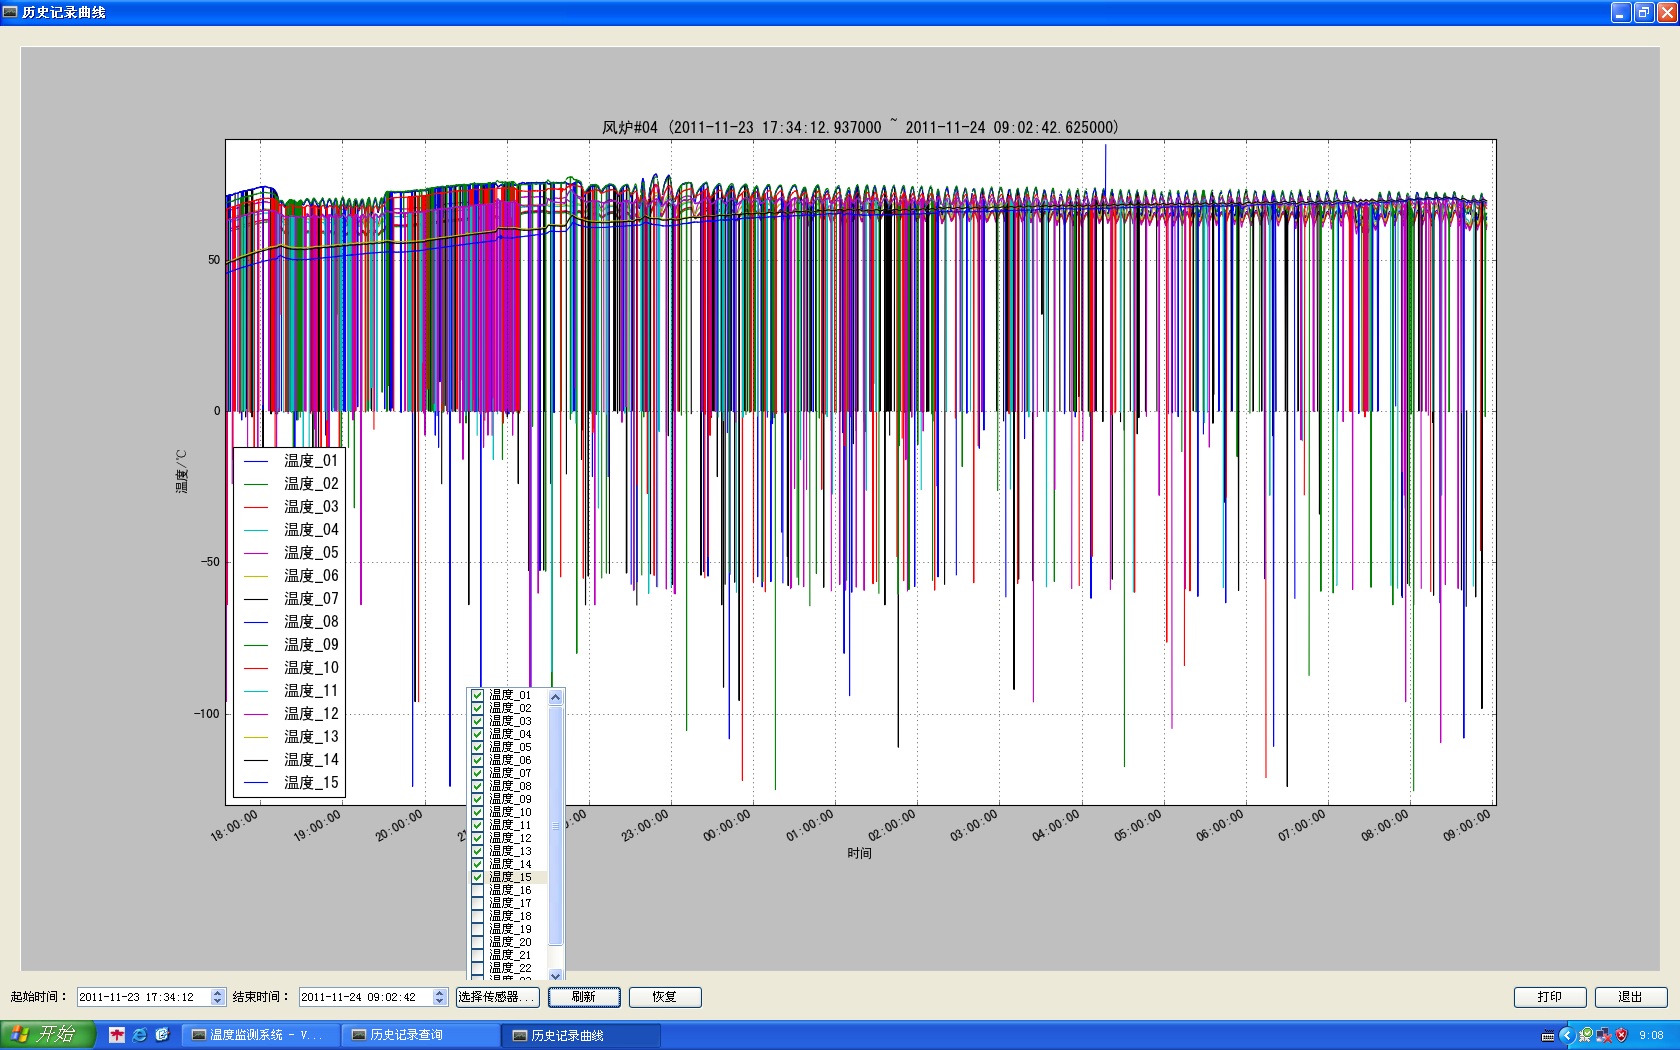 历史记录曲线
风炉#04 (2011-11-23 17:34:12.937000 ~ 2011-11-24 09:02:42.625000)
50
0
−50
−100
温度/℃
温度_01
温度_02
温度_03
温度_04
温度_05
温度_06
温度_07
温度_08
温度_09
温度_10
温度_11
温度_12
温度_13
温度_14
温度_15
18:00:00
19:00:00
20:00:00
23:00:00
00:00:00
01:00:00
02:00:00
03:00:00
04:00:00
05:00:00
06:00:00
07:00:00
08:00:00
09:00:00
时间
温度_01
温度_02
温度_03
温度_04
温度_05
温度_06
温度_07
温度_08
温度_09
温度_10
温度_11
温度_12
温度_13
温度_14
温度_15
温度_16
温度_17
温度_18
温度_19
温度_20
温度_21
温度_22
起始时间： 2011-11-23 17:34:12 结束时间： 2011-11-24 09:02:42 选择传感器... 刷新 恢复 打印 退出
开始 温度监测系统 - V... 历史记录查询 历史记录曲线 9:08